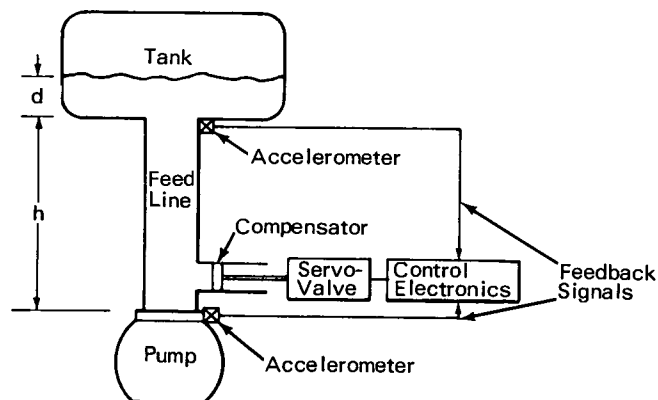 Tank
d
Accelerometer
Feed
Line
h
Compensator
Servo-
Valve
Control
Electronics
Feedback
Signals
Pump
Accelerometer